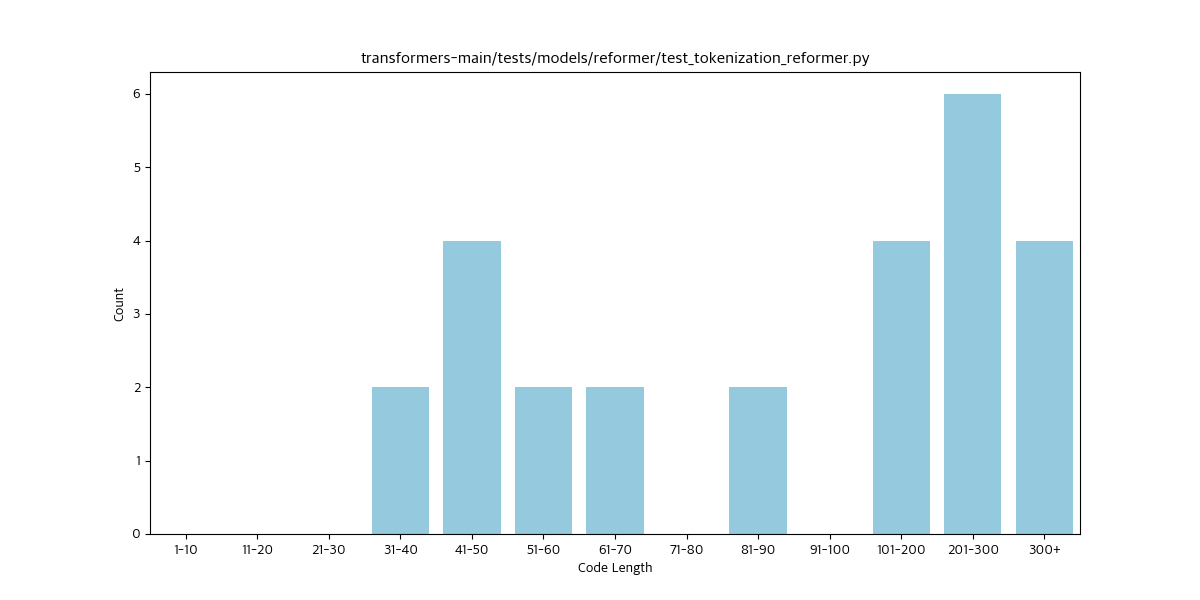 transformers-main/tests/models/reformer/test_tokenization_reformer.py
6
5
4
3
2
1
0
Count
1-10 11-20 21-30 31-40 41-50 51-60 61-70 71-80 81-90 91-100 101-200 201-300 300+
Code Length